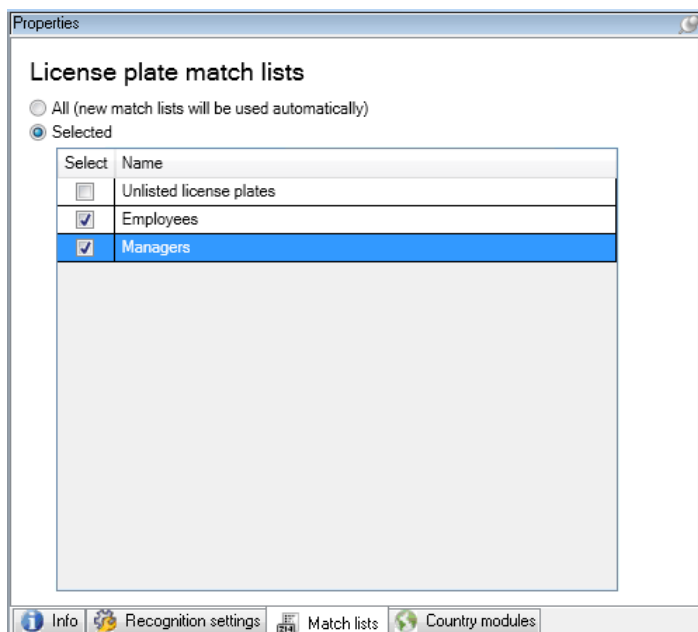 Properties
License plate match lists
All (new match lists will be used automatically)
Selected
Select Name
Unlisted license plates
Employees
Managers
Info Recognition settings Match lists Country modules